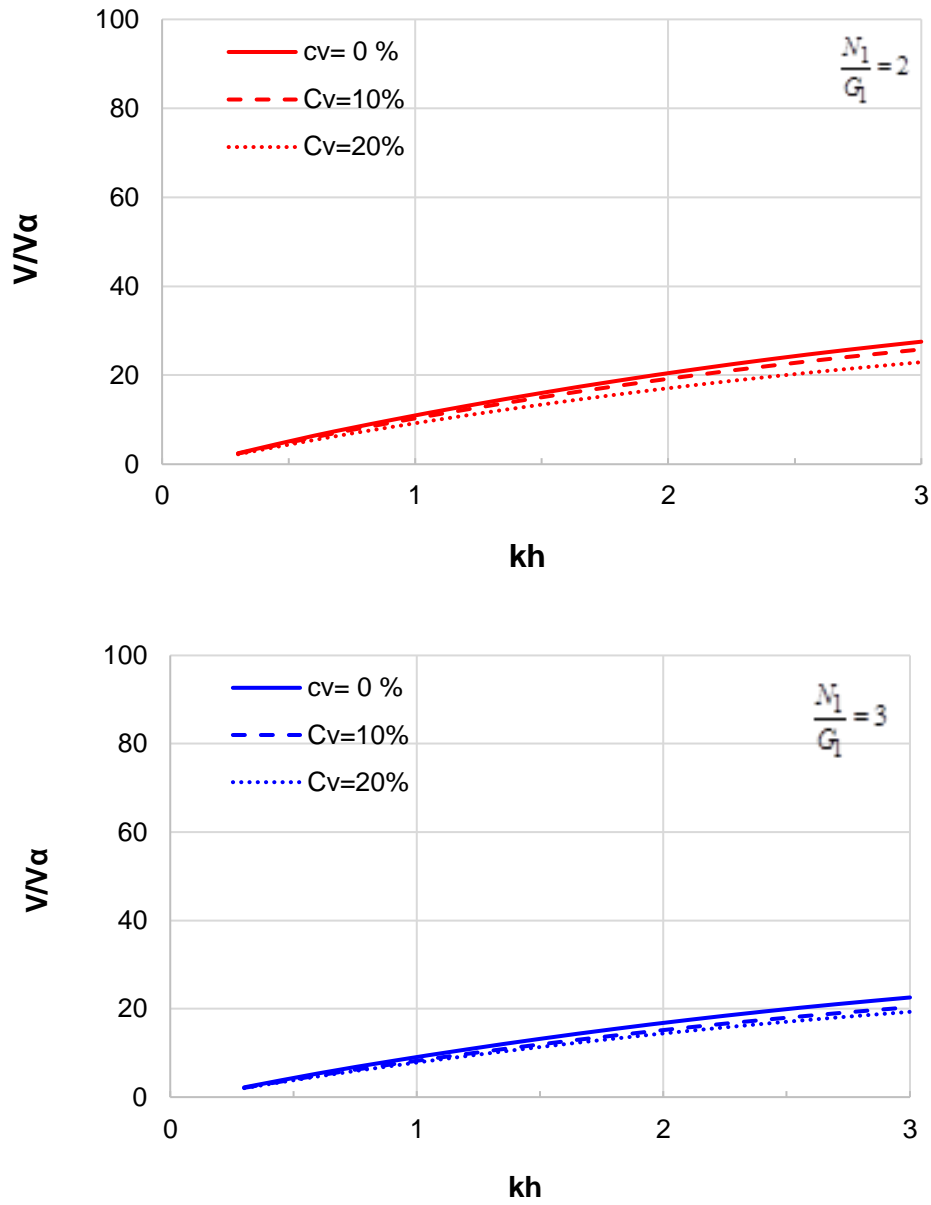 100
80
60
40
20
0
0 1 2 3
V/Vα
kh
cv= 0 %
Cv=10%
Cv=20%
N1/G1 = 2
100
80
60
40
20
0
0 1 2 3
V/Vα
kh
cv= 0 %
Cv=10%
Cv=20%
N1/G1 = 3